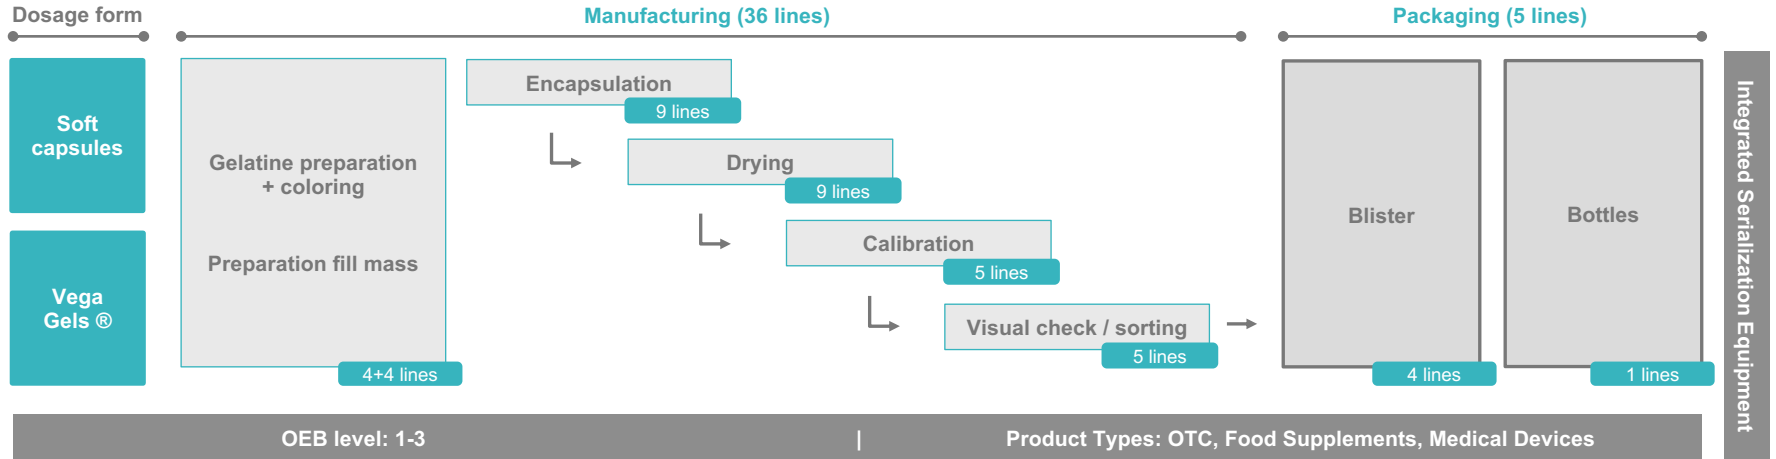 Dosage form
Manufacturing (36 lines)
Packaging (5 lines)
Soft
capsules
Vega
Gels ®
Gelatine preparation
+ coloring
Preparation fill mass
4+4 lines
Encapsulation
9 lines
Drying
9 lines
Calibration
5 lines
Visual check / sorting
5 lines
Blister
4 lines
Bottles
1 lines
Integrated Serialization Equipment
OEB level: 1-3
|
Product Types: OTC, Food Supplements, Medical Devices